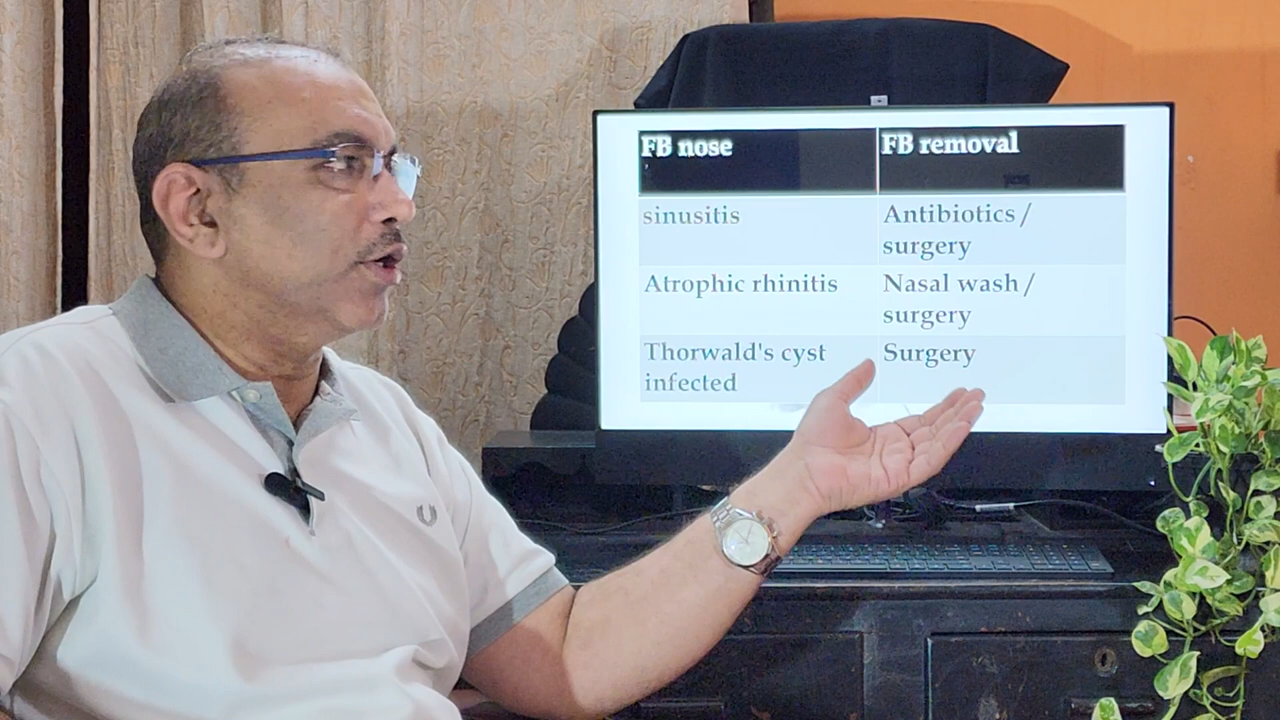 FB nose
FB removal
sinusitis
Antibiotics/
surgery
Atrophic rhinitis
Nasal wash/
surgery
Thorwald's cyst
infected
Surgery